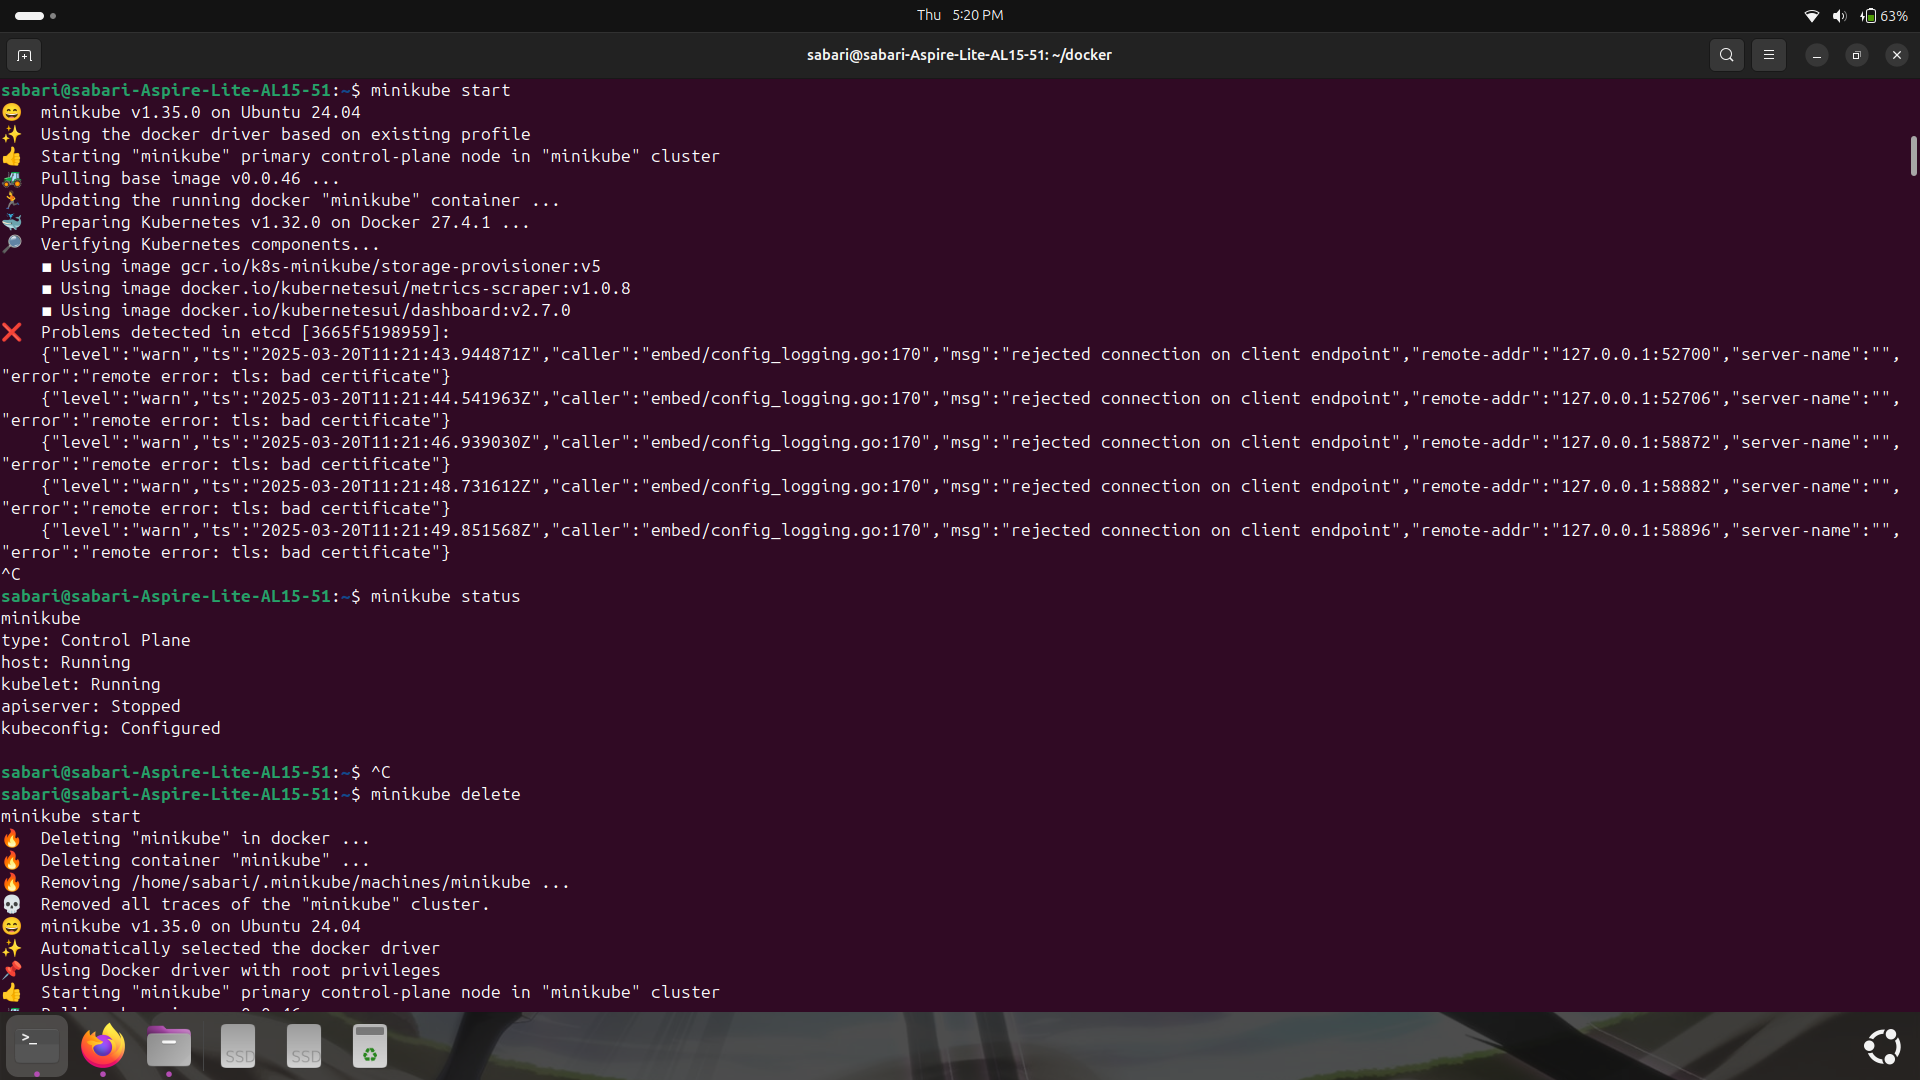 Thu 5:20 PM
63%
sabari@sabari-Aspire-Lite-AL15-51: ~/docker
sabari@sabari-Aspire-Lite-AL15-51:~$ minikube start
minikube v1.35.0 on Ubuntu 24.04
Using the docker driver based on existing profile
Starting "minikube" primary control-plane node in "minikube" cluster
Pulling base image v0.0.46 ...
Updating the running docker "minikube" container ...
Preparing Kubernetes v1.32.0 on Docker 27.4.1 ...
Verifying Kubernetes components...
■ Using image gcr.io/k8s-minikube/storage-provisioner:v5
■ Using image docker.io/kubernetesui/metrics-scraper:v1.0.8
■ Using image docker.io/kubernetesui/dashboard:v2.7.0
Problems detected in etcd [3665f5198959]:
{"level":"warn","ts":"2025-03-20T11:21:43.944871Z","caller":"embed/config_logging.go:170","msg":"rejected connection on client endpoint","remote-addr":"127.0.0.1:52700","server-name":"",
"error":"remote error: tls: bad certificate"}
{"level":"warn","ts":"2025-03-20T11:21:44.541963Z","caller":"embed/config_logging.go:170","msg":"rejected connection on client endpoint","remote-addr":"127.0.0.1:52706","server-name":"",
"error":"remote error: tls: bad certificate"}
{"level":"warn","ts":"2025-03-20T11:21:46.939030Z","caller":"embed/config_logging.go:170","msg":"rejected connection on client endpoint","remote-addr":"127.0.0.1:58872","server-name":"",
"error":"remote error: tls: bad certificate"}
{"level":"warn","ts":"2025-03-20T11:21:48.731612Z","caller":"embed/config_logging.go:170","msg":"rejected connection on client endpoint","remote-addr":"127.0.0.1:58882","server-name":"",
"error":"remote error: tls: bad certificate"}
{"level":"warn","ts":"2025-03-20T11:21:49.851568Z","caller":"embed/config_logging.go:170","msg":"rejected connection on client endpoint","remote-addr":"127.0.0.1:58896","server-name":"",
"error":"remote error: tls: bad certificate"}
^C
sabari@sabari-Aspire-Lite-AL15-51:~$ minikube status
minikube
type: Control Plane
host: Running
kubelet: Running
apiserver: Stopped
kubeconfig: Configured
sabari@sabari-Aspire-Lite-AL15-51:~$ ^C
sabari@sabari-Aspire-Lite-AL15-51:~$ minikube delete
minikube start
Deleting "minikube" in docker ...
Deleting container "minikube" ...
Removing /home/sabari/.minikube/machines/minikube ...
Removed all traces of the "minikube" cluster.
minikube v1.35.0 on Ubuntu 24.04
Automatically selected the docker driver
Using Docker driver with root privileges
Starting "minikube" primary control-plane node in "minikube" cluster
SSD
SSD